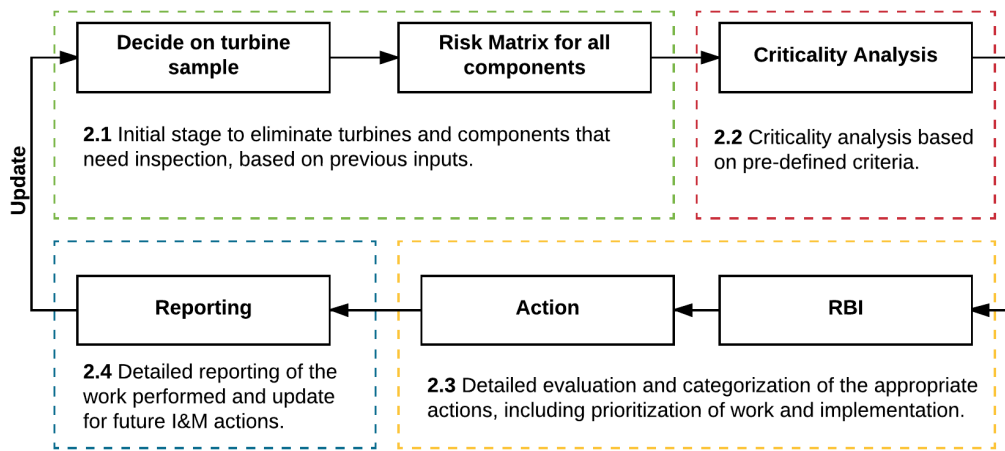 Decide on turbine
sample
Risk Matrix for all
components
Criticality Analysis
2.1 Initial stage to eliminate turbines and components that
need inspection, based on previous inputs.
2.2 Criticality analysis based
on pre-defined criteria.
Update
Reporting
Action
RBI
2.4 Detailed reporting of the
work performed and update
for future I&M actions.
2.3 Detailed evaluation and categorization of the appropriate
actions, including prioritization of work and implementation.